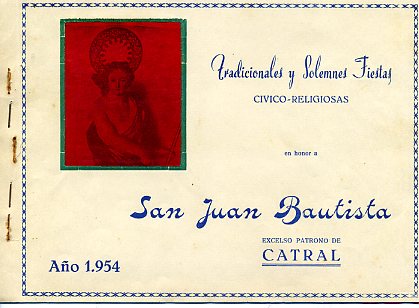 Tradicionales y Solemnes Fiestas
CIVICO-RELIGIOSAS
en honor a
San Juan Bautista
EXCELSO PATRONO DE
CATRAL
Año 1.954